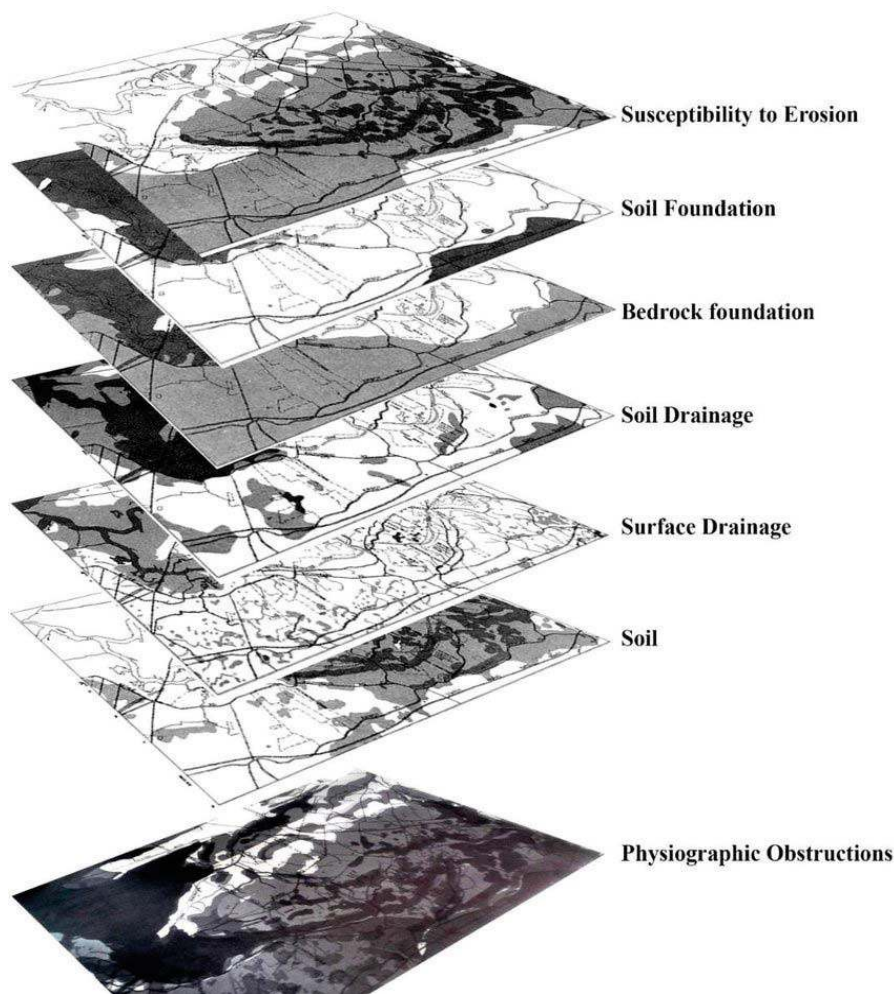 Susceptibility to Erosion
Soil Foundation
Bedrock foundation
Soil Drainage
Surface Drainage
Soil
Physiographic Obstructions